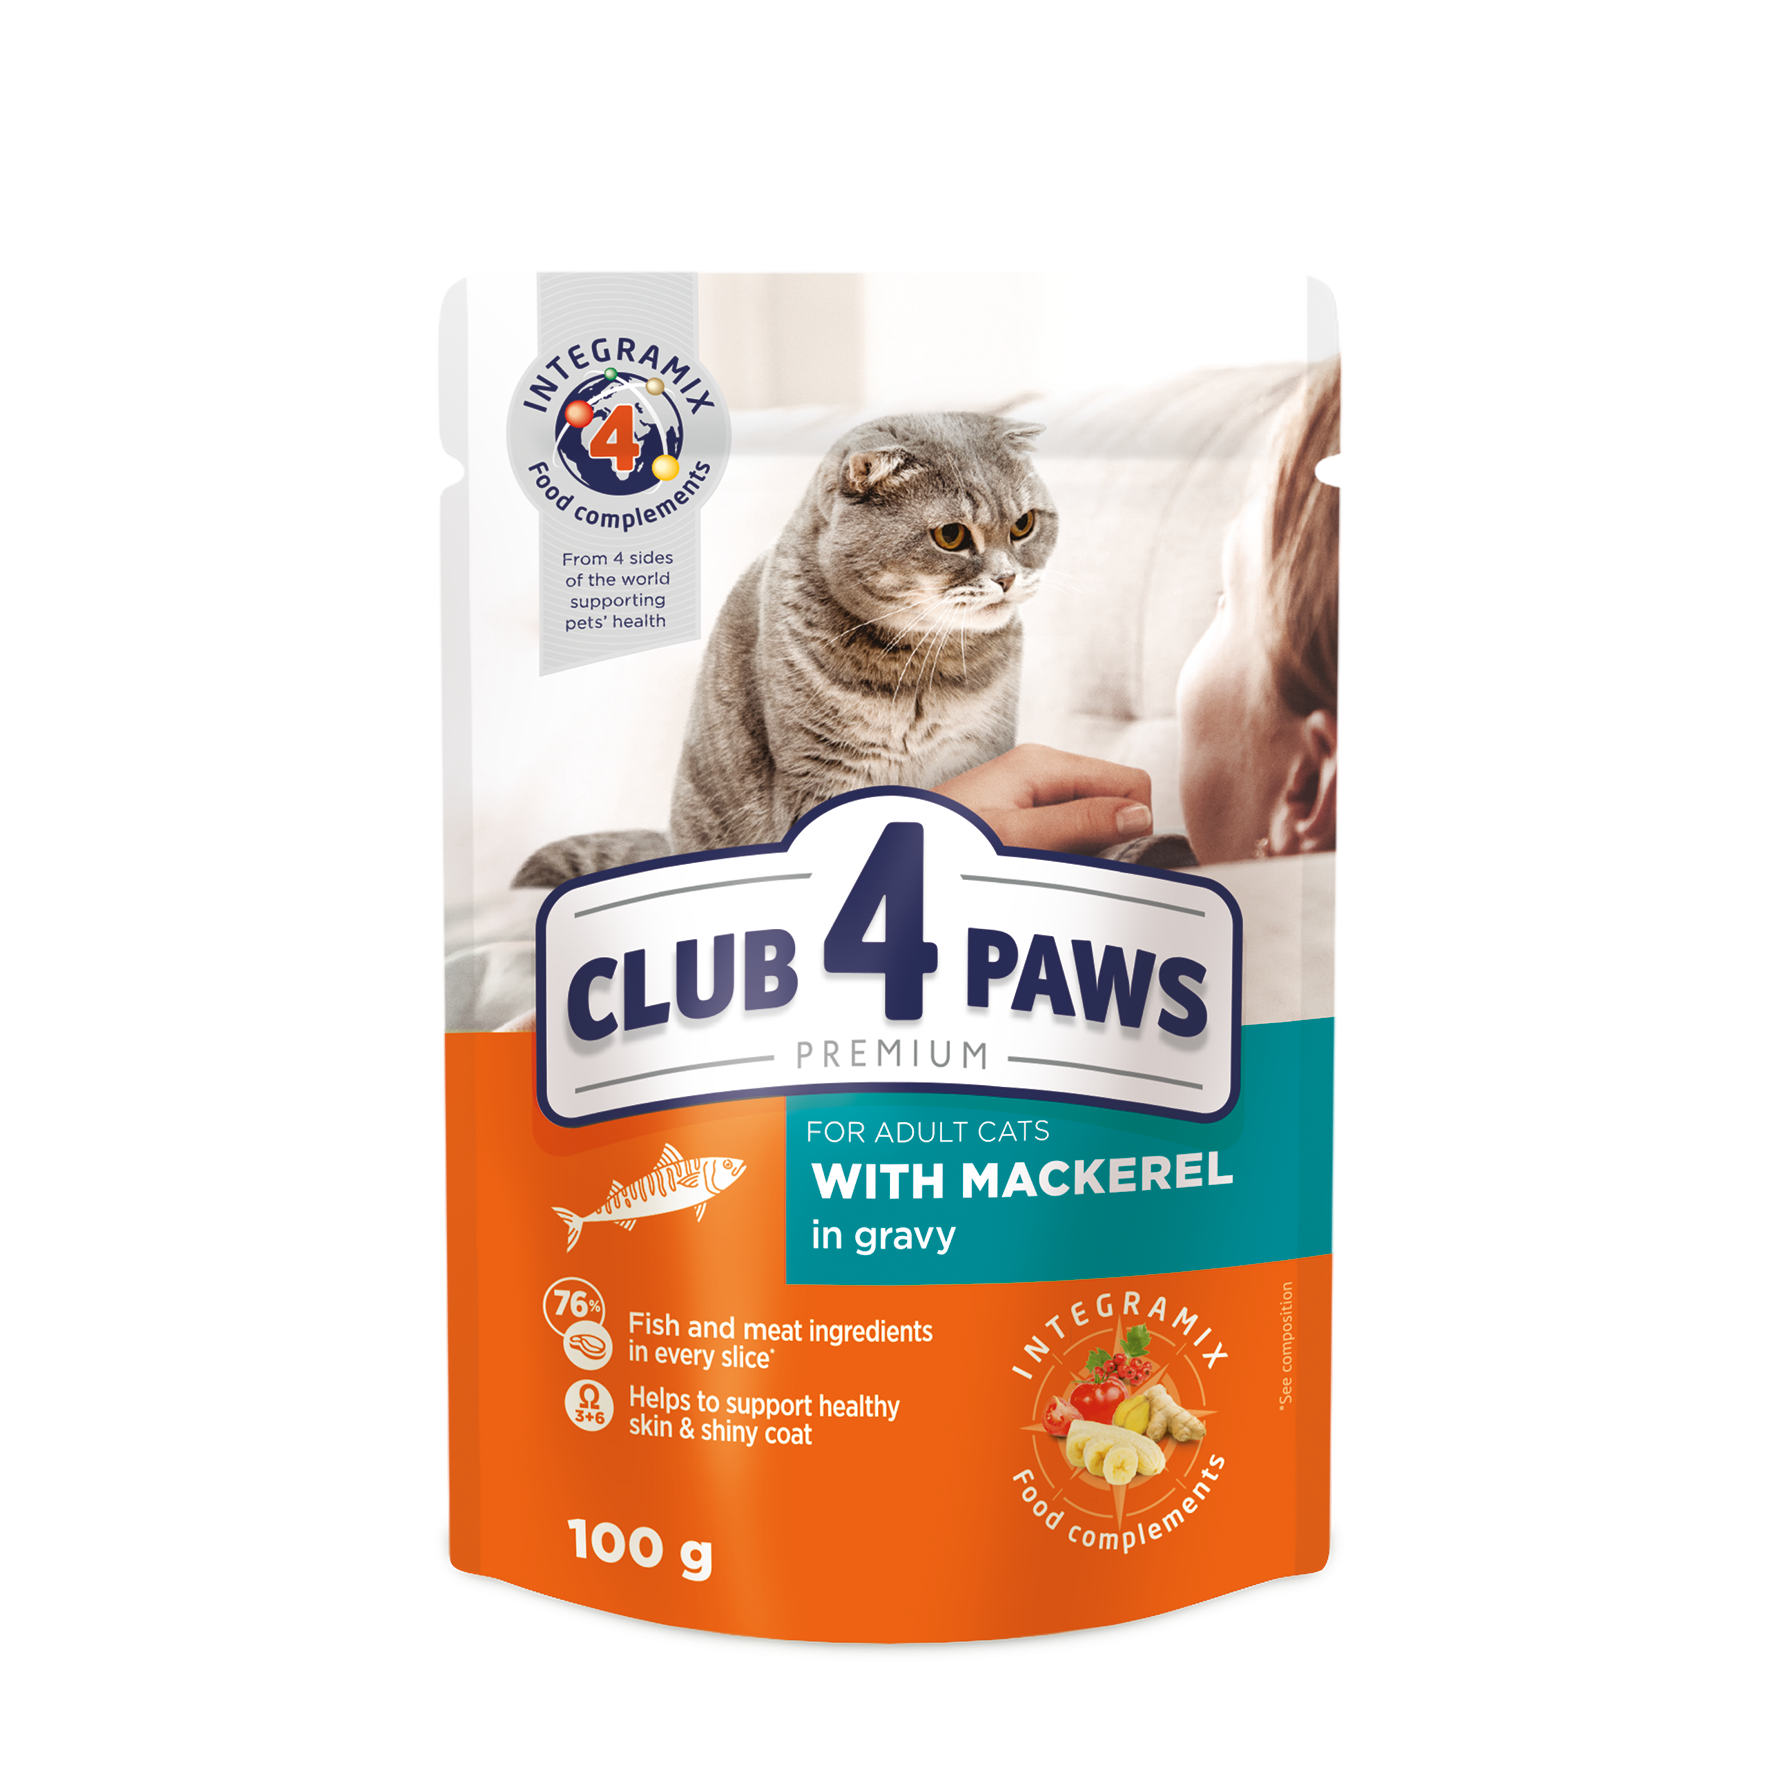 INTEGRAMIX
4
Food complements
From 4 sides
of the world
supporting
pets' health
CLUB 4 PAWS
PREMIUM
FOR ADULT CATS
WITH MACKEREL
in gravy
76%
Fish and meat ingredients
in every slice*
Ω
3+6
Helps to support healthy
skin & shiny coat
100 g
INTEGRAMIX
Food complements
*See composition